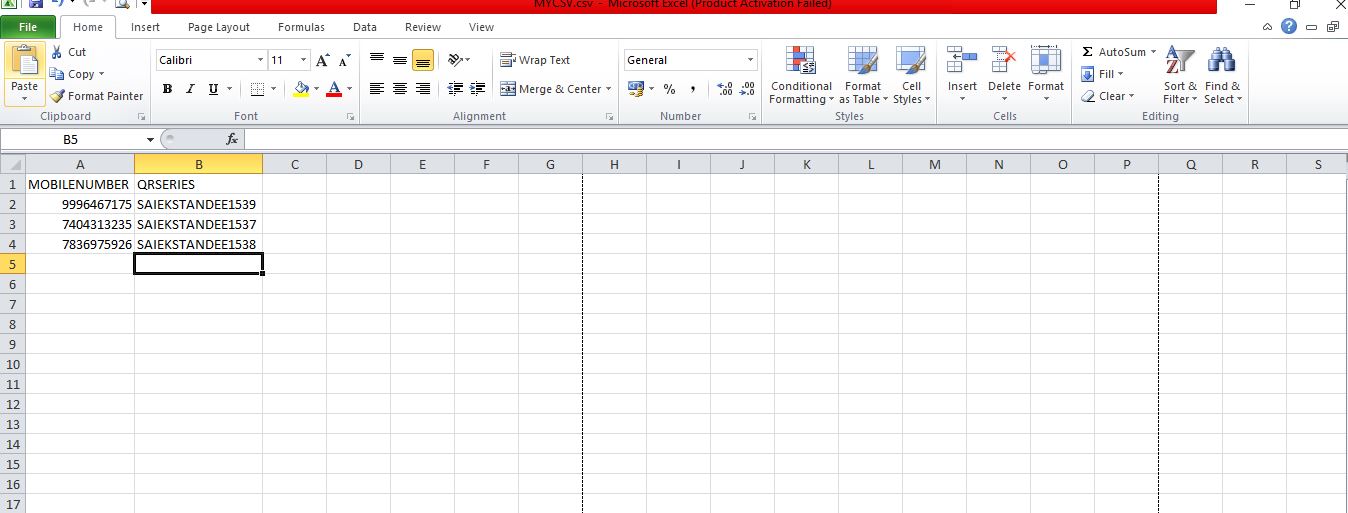 MYCSV.csv - Microsoft Excel (Product Activation Failed)
File Home Insert Page Layout Formulas Data Review View
Paste Cut Copy Format Painter
Clipboard
Calibri 11 A A
B I U A
Font
Wrap Text
Merge & Center
Alignment
General
% , .0 .00 .00 .0
Number
Conditional Formatting Format as Table Cell Styles
Styles
Insert Delete Format
Cells
Σ AutoSum
Fill
Clear
Sort & Filter Find & Select
Editing
B5 fx
A B C D E F G H I J K L M N O P Q R S
1 MOBILENUMBER QRSERIES
2 9996467175 SAIEKSTANDEE1539
3 7404313235 SAIEKSTANDEE1537
4 7836975926 SAIEKSTANDEE1538
5
6
7
8
9
10
11
12
13
14
15
16
17